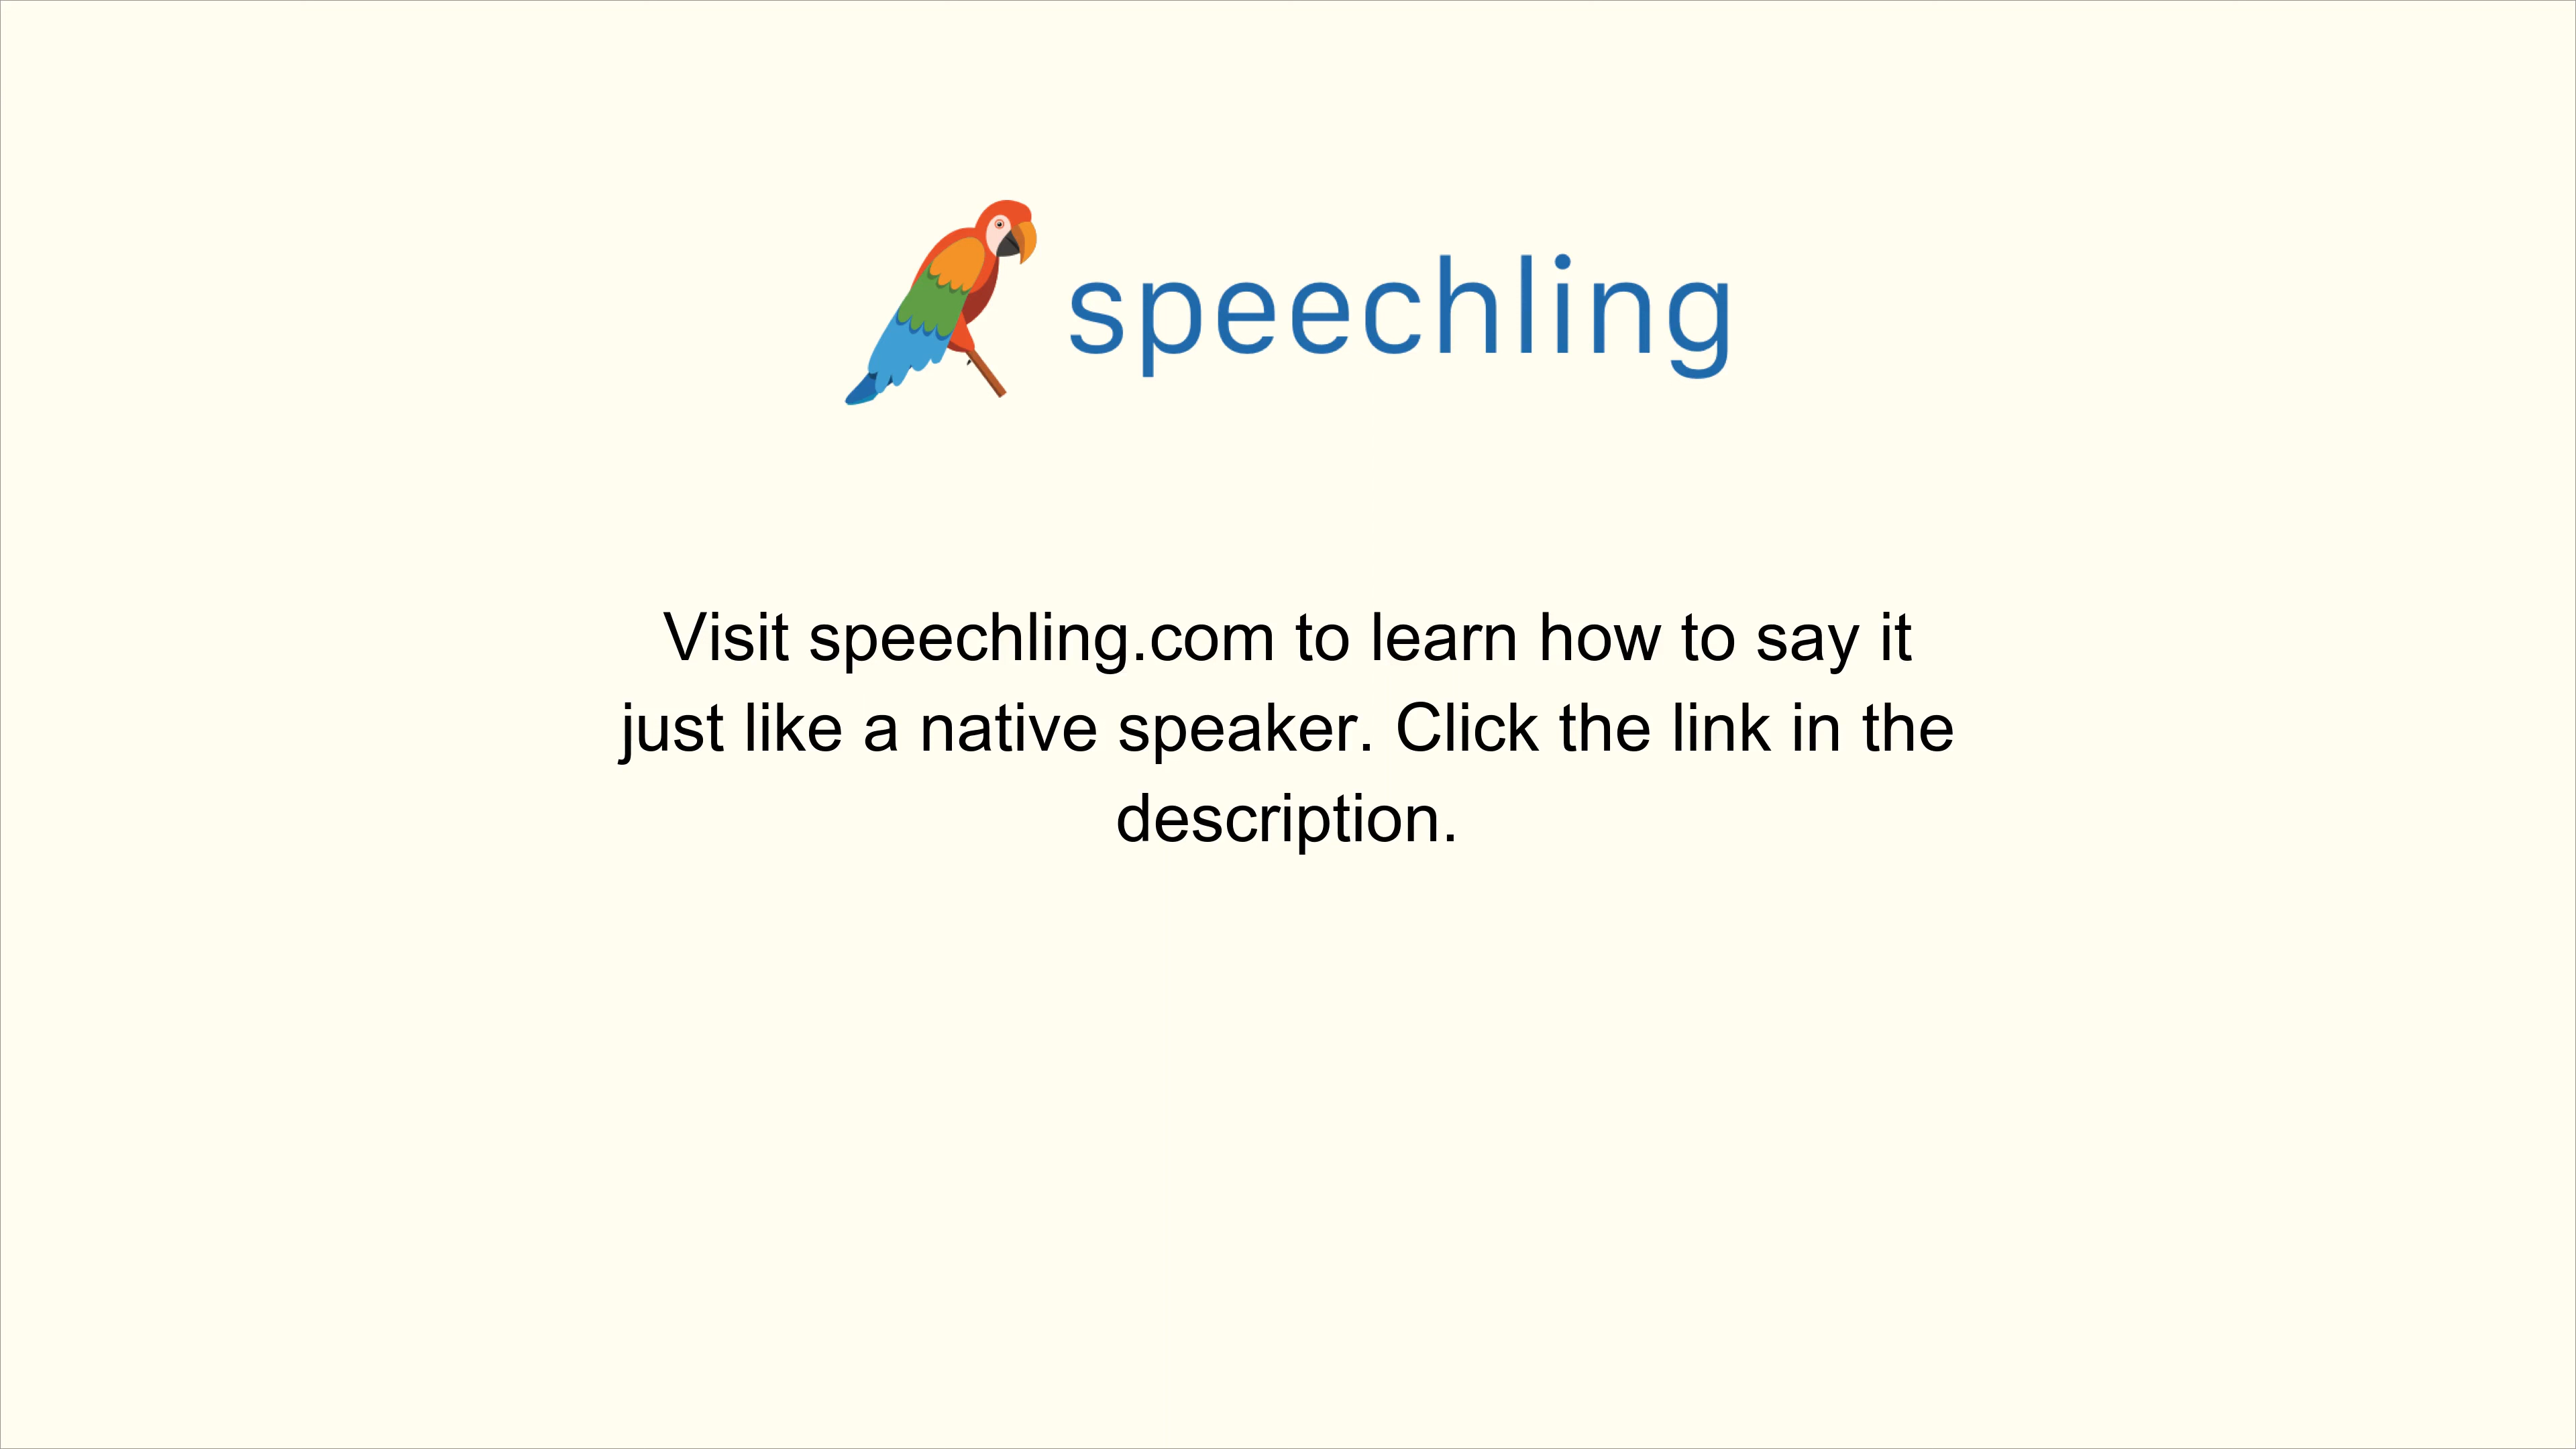 speechling
Visit speechling.com to learn how to say it
just like a native speaker. Click the link in the
description.